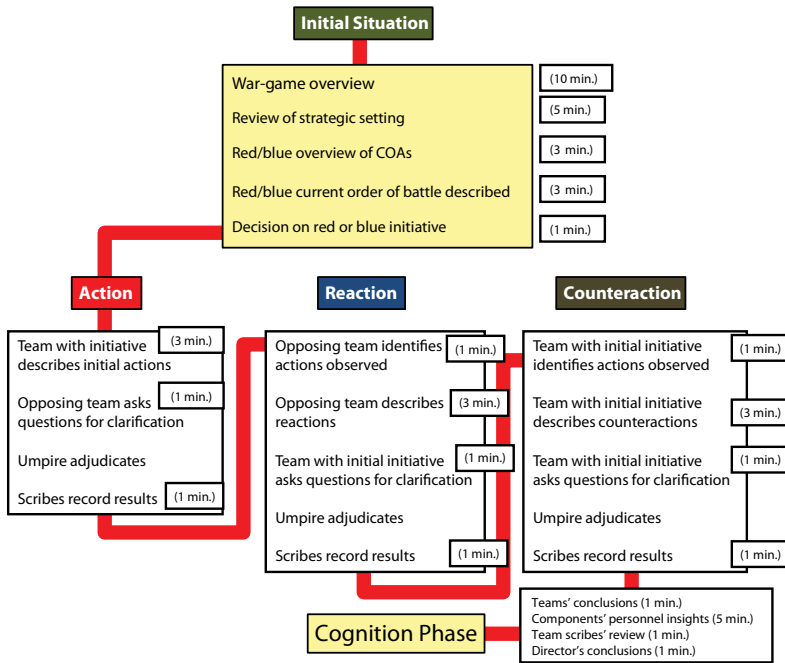 Initial Situation
War-game overview (10 min.)
Review of strategic setting (5 min.)
Red/blue overview of COAs (3 min.)
Red/blue current order of battle described (3 min.)
Decision on red or blue initiative (1 min.)
Action
Team with initiative (3 min.)
describes initial actions
Opposing team asks (1 min.)
questions for clarification
Umpire adjudicates
Scribes record results (1 min.)
Reaction
Opposing team identifies (1 min.)
actions observed
Opposing team describes (3 min.)
reactions
Team with initial initiative (1 min.)
asks questions for clarification
Umpire adjudicates
Scribes record results (1 min.)
Counteraction
Team with initial initiative (1 min.)
identifies actions observed
Team with initial initiative (3 min.)
describes counteractions
Team with initial initiative (1 min.)
asks questions for clarification
Umpire adjudicates
Scribes record results (1 min.)
Cognition Phase
Teams' conclusions (1 min.)
Components' personnel insights (5 min.)
Team scribes' review (1 min.)
Director's conclusions (1 min.)